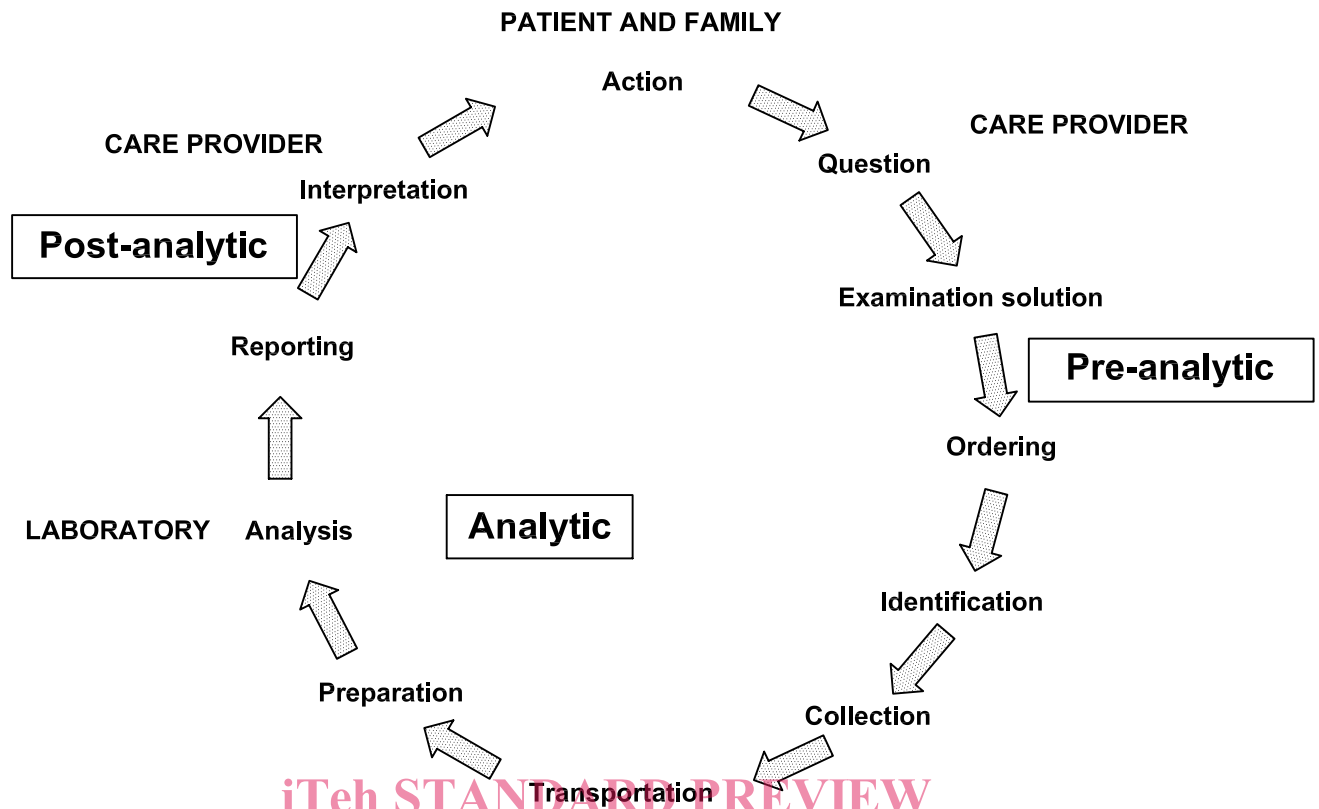 PATIENT AND FAMILY
Action
CARE PROVIDER
CARE PROVIDER
Question
Interpretation
Post-analytic
Examination solution
Reporting
Pre-analytic
Ordering
LABORATORY Analysis
Analytic
Identification
Preparation
Collection
Transportation
iTeh STANDARD PREVIEW